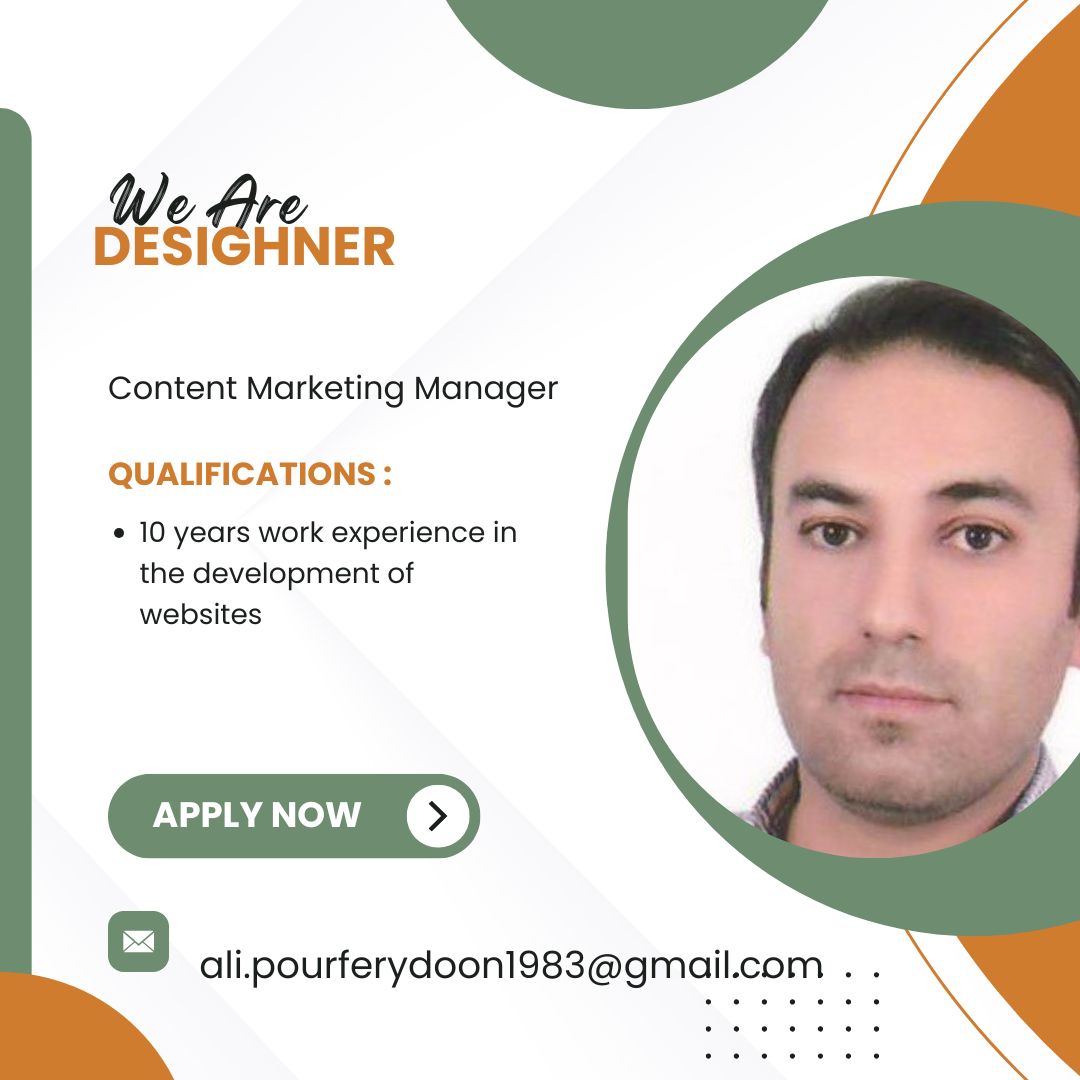 We Are
DESIGHNER
Content Marketing Manager
QUALIFICATIONS :
• 10 years work experience in
the development of
websites
APPLY NOW
ali.pourferydoon1983@gmail.com